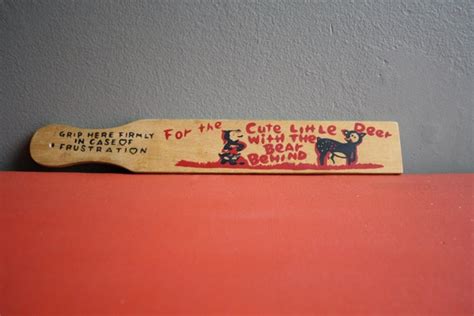 GRIP HERE FIRMLY
IN CASE OF
FRUSTRATION
For the Cute Little Deer
with the
Bear
Behind